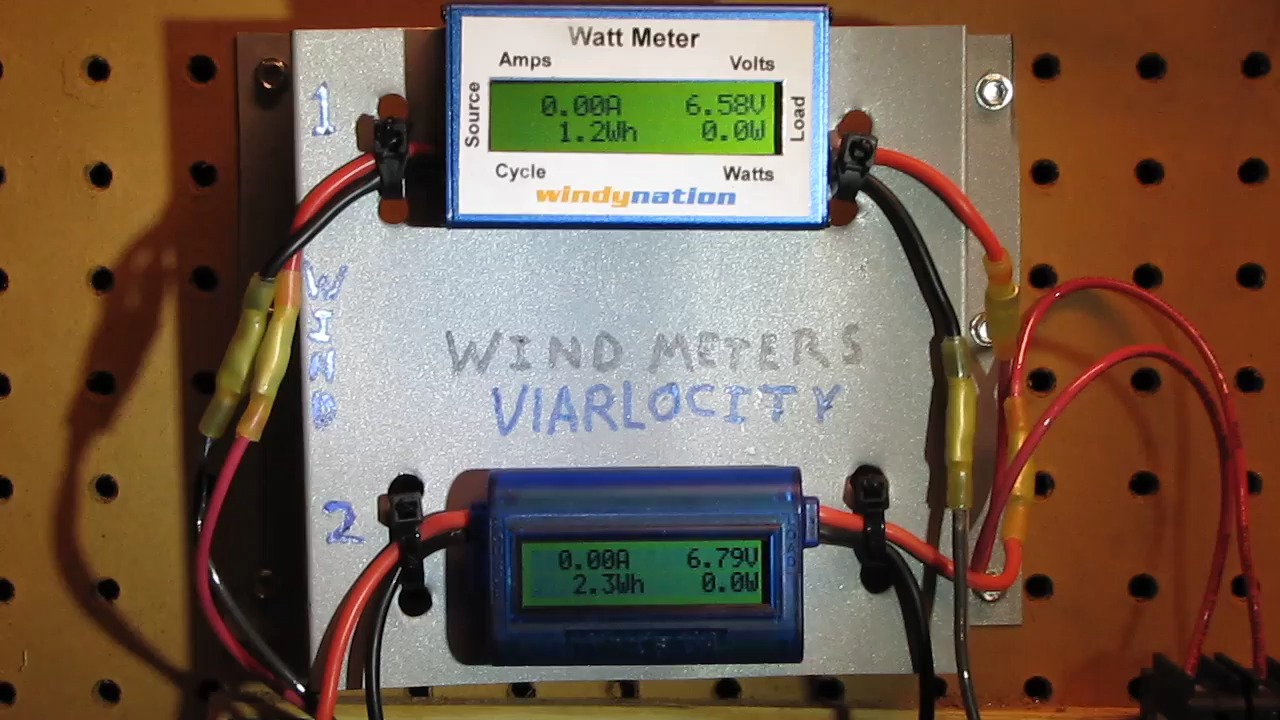 Watt Meter
Amps Volts
Source
0.00A 6.58V
1.2Wh 0.0W
Load
Cycle Watts
windynation
1
WIND
WIND METERS
VIARLOCITY
2
0.00A 6.79V
2.3Wh 0.0W